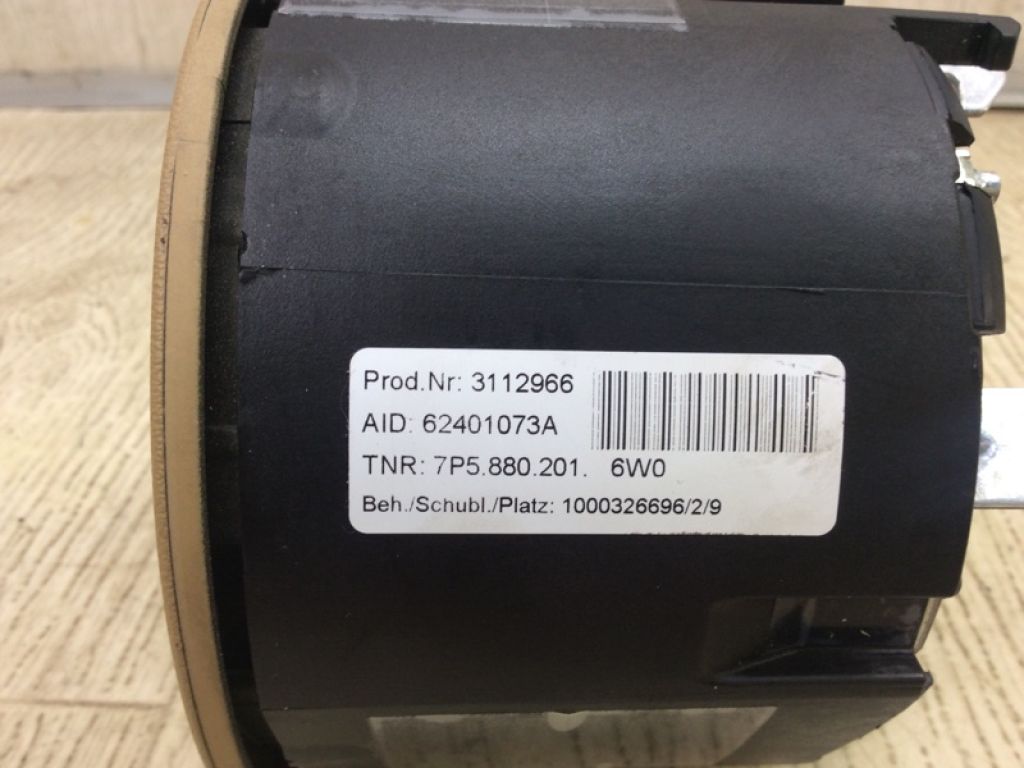 Prod.Nr: 3112966
AID: 62401073A
TNR: 7P5.880.201. 6W0
Beh./Schubl./Platz: 1000326696/2/9